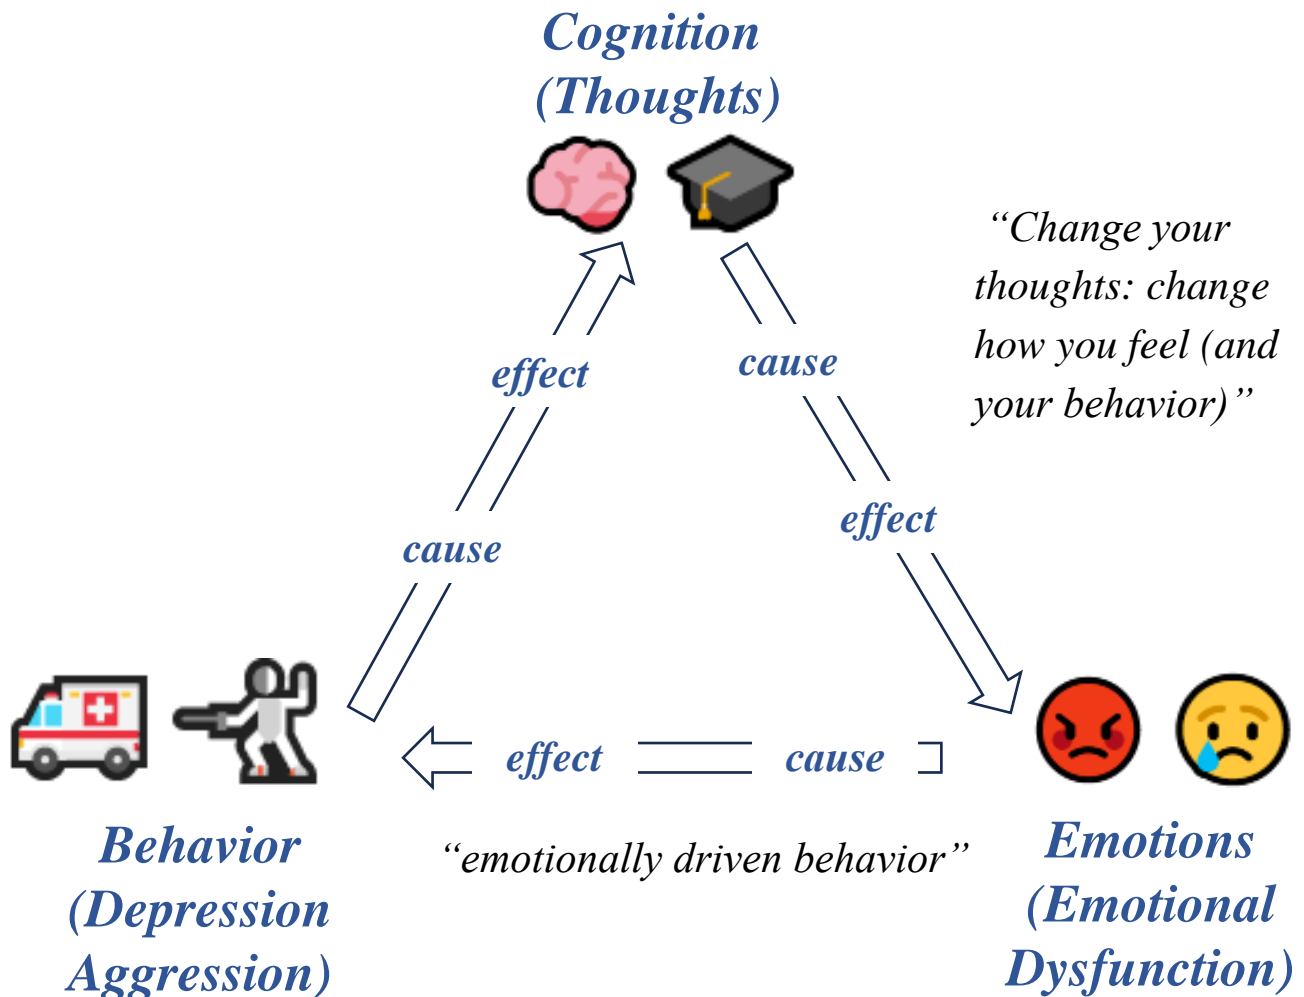 Cognition
(Thoughts)
“Change your
thoughts: change
how you feel (and
your behavior)”
effect
cause
effect
cause
effect
cause
“emotionally driven behavior”
Behavior
(Depression
Aggression)
Emotions
(Emotional
Dysfunction)